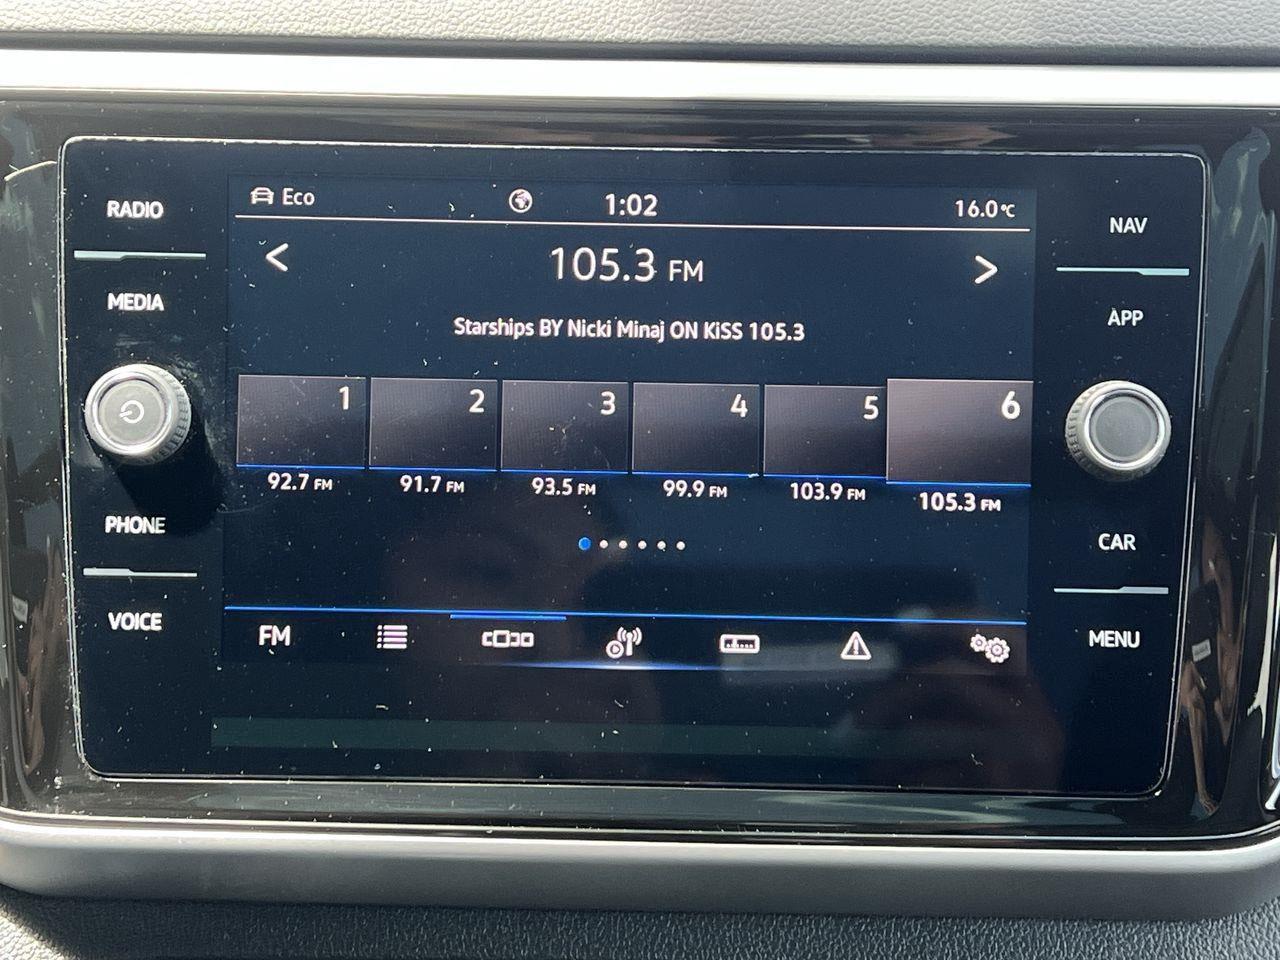 RADIO
MEDIA
PHONE
VOICE
Eco 1:02 16.0°C
< 105.3 FM >
Starships BY Nicki Minaj ON KiSS 105.3
1 2 3 4 5 6
92.7 FM 91.7 FM 93.5 FM 99.9 FM 103.9 FM 105.3 FM
FM
NAV
APP
CAR
MENU